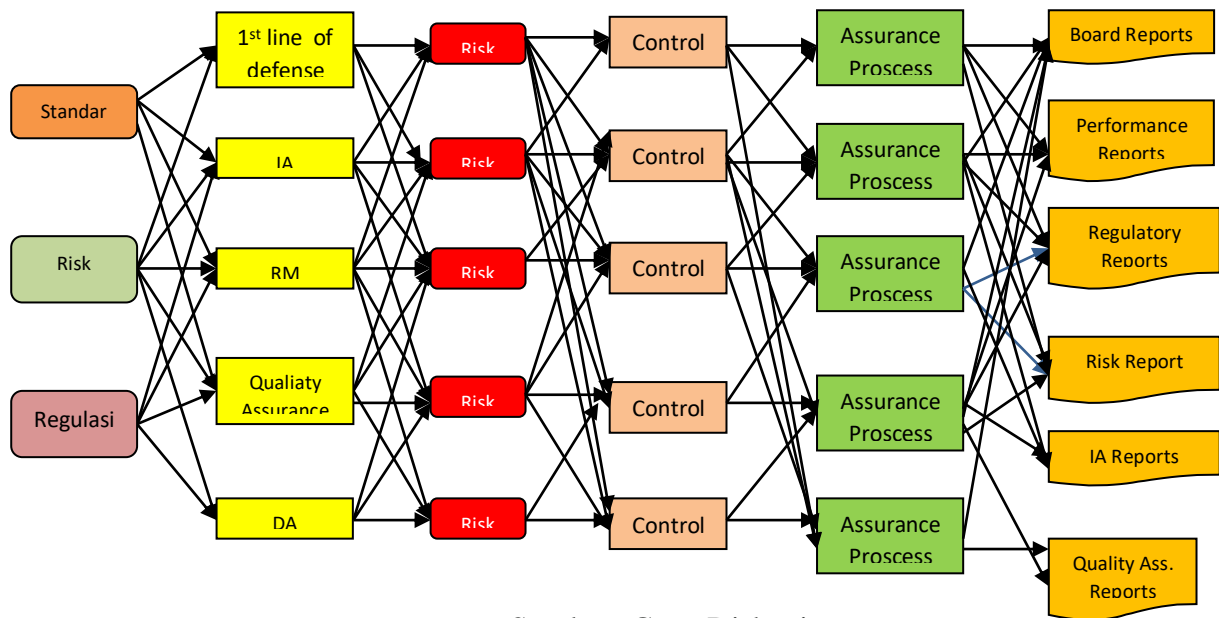 Standar
Risk
Regulasi
1st line of
defense
IA
RM
Qualiaty
Assurance
DA
Risk
Risk
Risk
Risk
Risk
Control
Control
Control
Control
Control
Assurance
Proscess
Assurance
Proscess
Assurance
Proscess
Assurance
Proscess
Assurance
Proscess
Board Reports
Performance
Reports
Regulatory
Reports
Risk Report
IA Reports
Quality Ass.
Reports